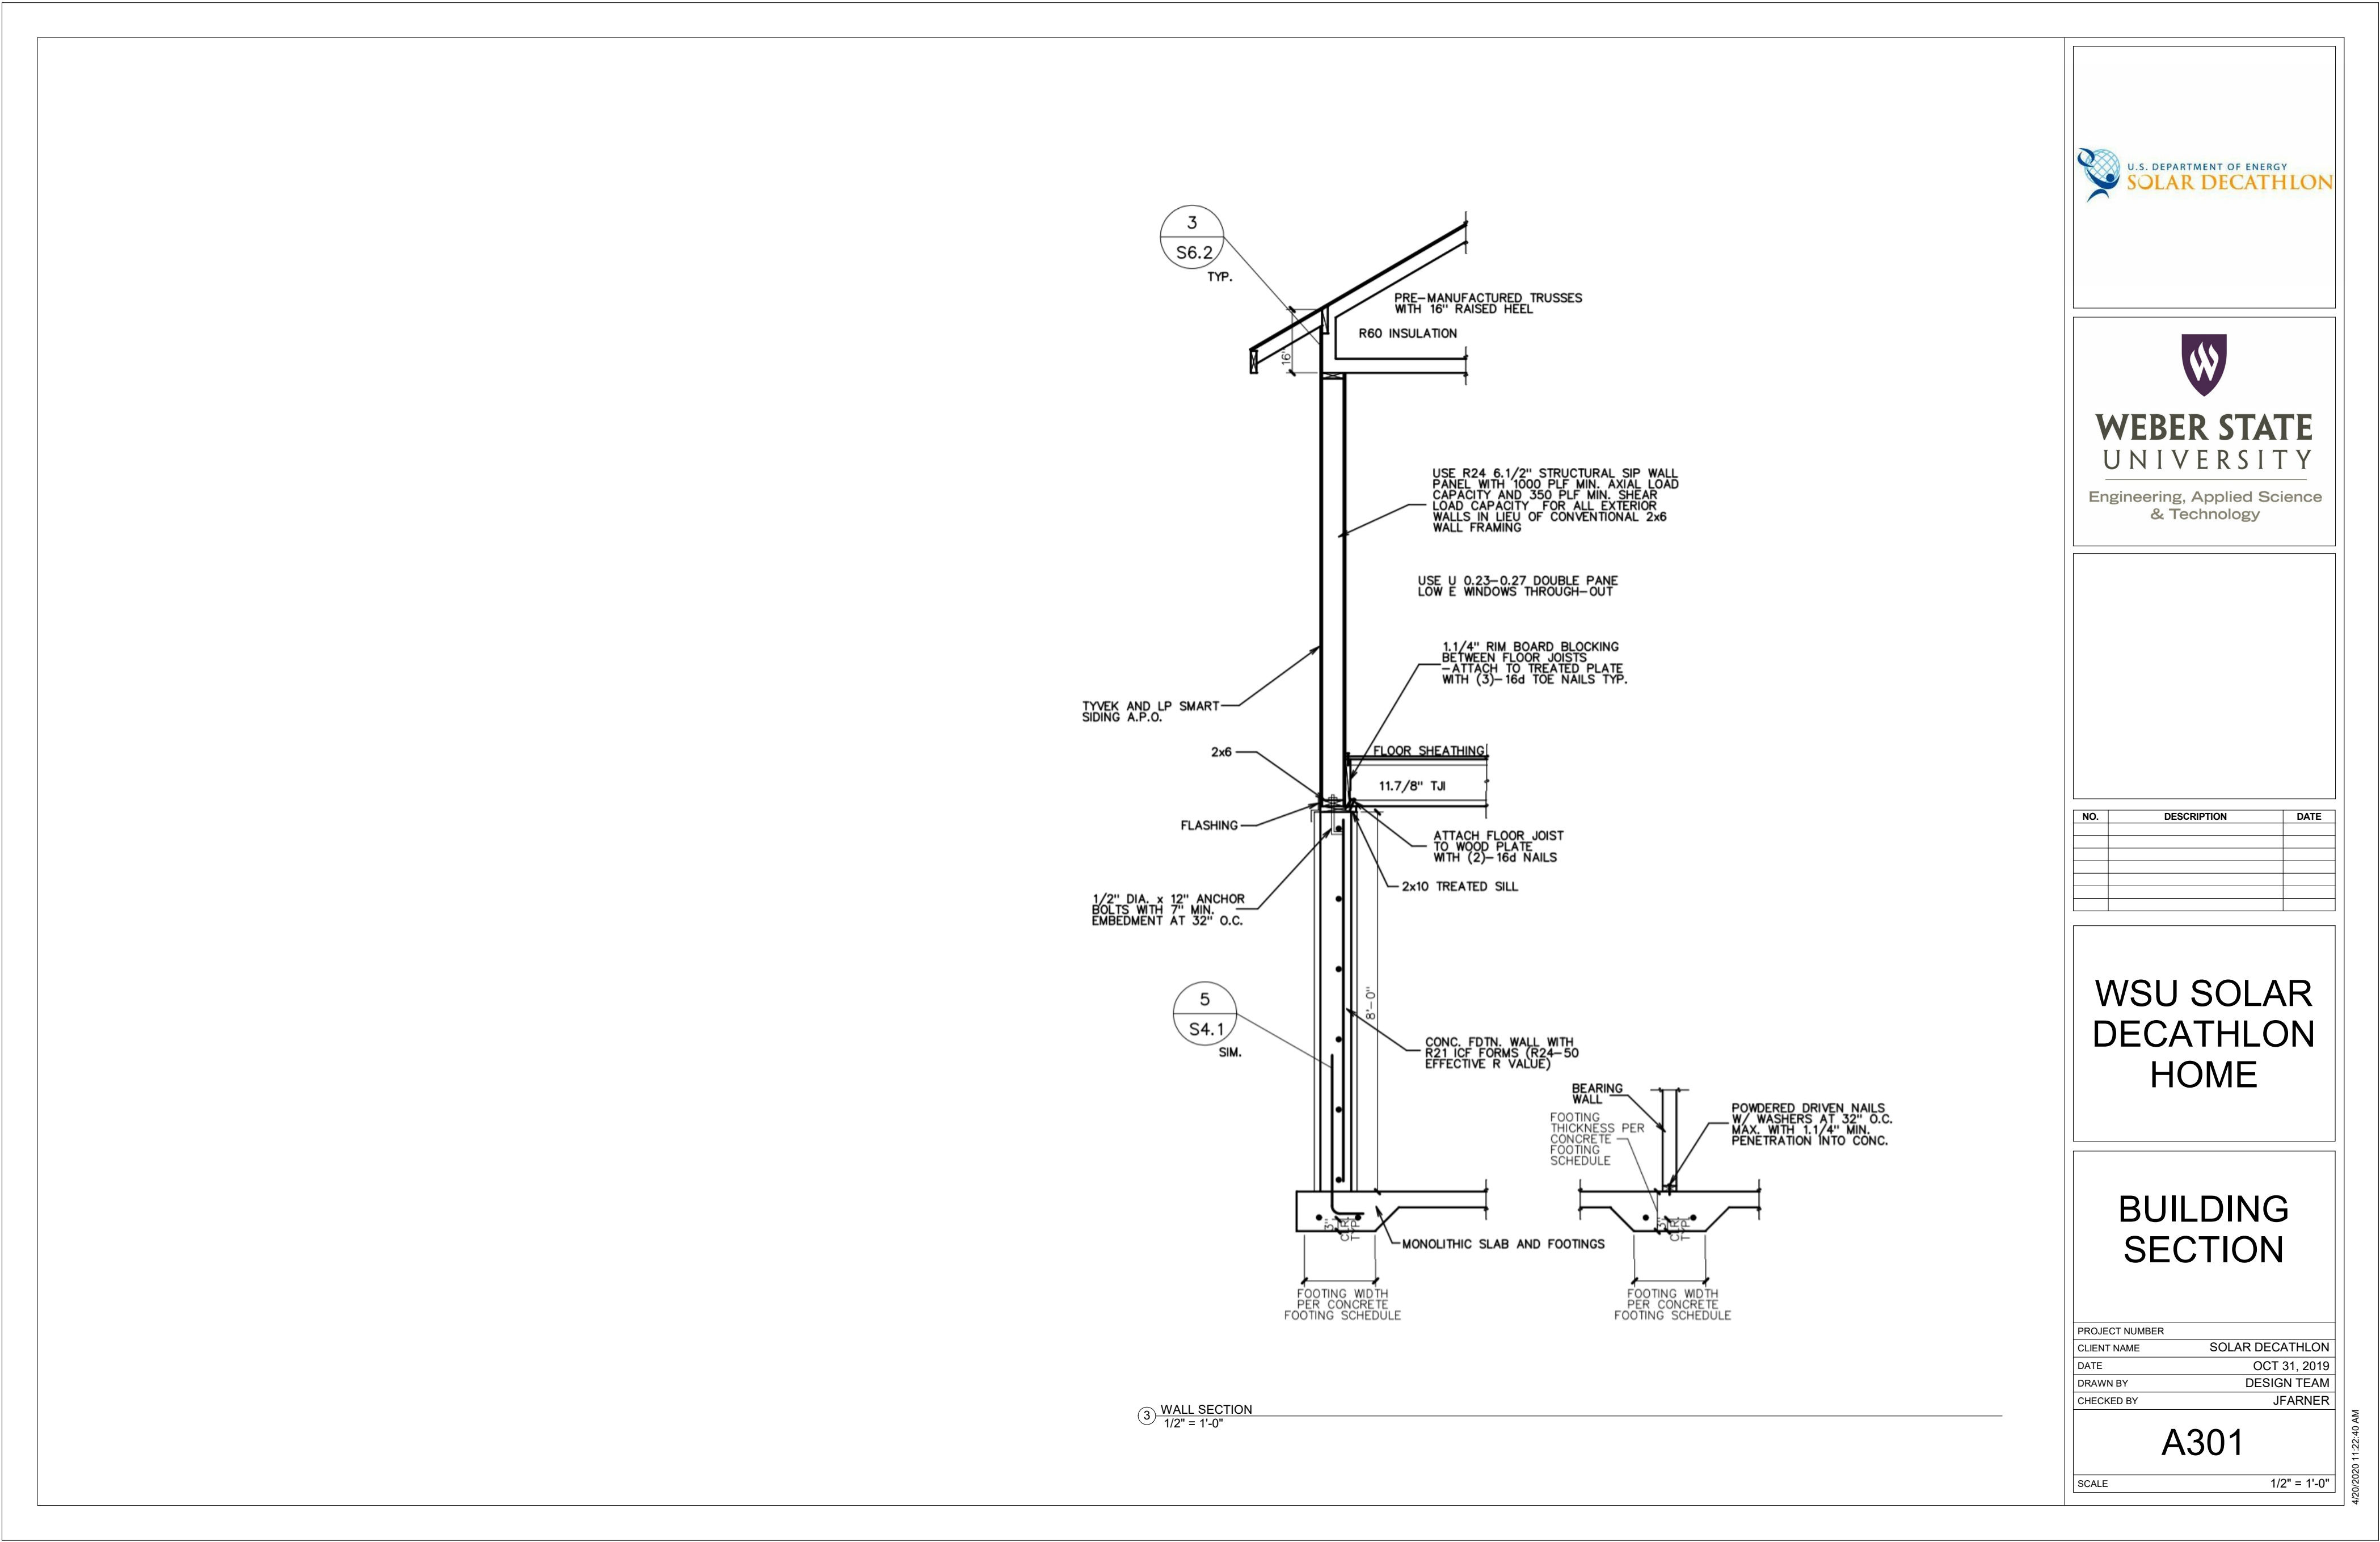 3
S6.2
TYP.
PRE-MANUFACTURED TRUSSES
WITH 16" RAISED HEEL
R60 INSULATION
16"
USE R24 6.1/2" STRUCTURAL SIP WALL
PANEL WITH 1000 PLF MIN. AXIAL LOAD
CAPACITY AND 350 PLF MIN. SHEAR
LOAD CAPACITY FOR ALL EXTERIOR
WALLS IN LIEU OF CONVENTIONAL 2x6
WALL FRAMING
USE U 0.23-0.27 DOUBLE PANE
LOW E WINDOWS THROUGH-OUT
1.1/4" RIM BOARD BLOCKING
BETWEEN FLOOR JOISTS
-ATTACH TO TREATED PLATE
WITH (3)-16d TOE NAILS TYP.
TYVEK AND LP SMART
SIDING A.P.O.
2x6
FLOOR SHEATHING
11.7/8" TJI
FLASHING
ATTACH FLOOR JOIST
TO WOOD PLATE
WITH (2)-16d NAILS
2x10 TREATED SILL
1/2" DIA. x 12" ANCHOR
BOLTS WITH 7" MIN.
EMBEDMENT AT 32" O.C.
5
S4.1
SIM.
8'-0"
CONC. FDTN. WALL WITH
R21 ICF FORMS (R24-50
EFFECTIVE R VALUE)
BEARING
WALL
FOOTING
THICKNESS PER
CONCRETE
FOOTING
SCHEDULE
POWDERED DRIVEN NAILS
W/ WASHERS AT 32" O.C.
MAX. WITH 1.1/4" MIN.
PENETRATION INTO CONC.
3"
CLR.
TYP.
3"
CLR.
TYP.
MONOLITHIC SLAB AND FOOTINGS
FOOTING WIDTH
PER CONCRETE
FOOTING SCHEDULE
FOOTING WIDTH
PER CONCRETE
FOOTING SCHEDULE
3 WALL SECTION
1/2" = 1'-0"
U.S. DEPARTMENT OF ENERGY
SOLAR DECATHLON
WEBER STATE
UNIVERSITY
Engineering, Applied Science
& Technology
NO. DESCRIPTION DATE
WSU SOLAR
DECATHLON
HOME
BUILDING
SECTION
PROJECT NUMBER
CLIENT NAME SOLAR DECATHLON
DATE OCT 31, 2019
DRAWN BY DESIGN TEAM
CHECKED BY JFARNER
A301
SCALE 1/2" = 1'-0"
4/20/2020 11:22:40 AM